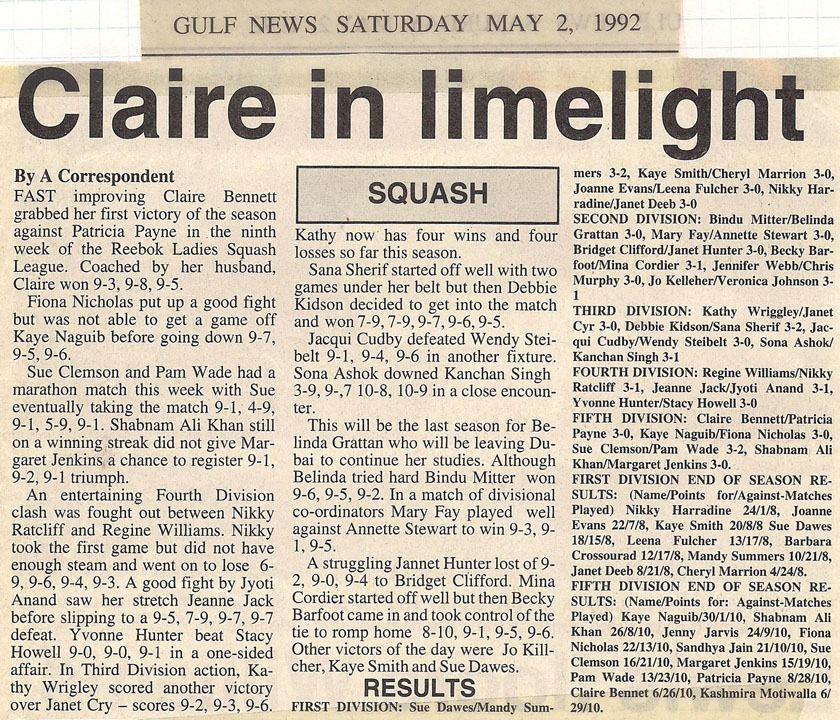 GULF NEWS SATURDAY MAY 2, 1992
Claire in limelight
By A Correspondent
FAST improving Claire Bennett
grabbed her first victory of the season
against Patricia Payne in the ninth
week of the Reebok Ladies Squash
League. Coached by her husband,
Claire won 9-3, 9-8, 9-5.
Fiona Nicholas put up a good fight
but was not able to get a game off
Kaye Naguib before going down 9-7,
9-5, 9-6.
Sue Clemson and Pam Wade had a
marathon match this week with Sue
eventually taking the match 9-1, 4-9,
9-1, 5-9, 9-1. Shabnam Ali Khan still
on a winning streak did not give Mar-
garet Jenkins a chance to register 9-1,
9-2, 9-1 triumph.
An entertaining Fourth Division
clash was fought out between Nikky
Ratcliff and Regine Williams. Nikky
took the first game but did not have
enough steam and went on to lose 6-
9, 9-6, 9-4, 9-3. A good fight by Jyoti
Anand saw her stretch Jeanne Jack
before slipping to a 9-5, 7-9, 9-7, 9-7
defeat. Yvonne Hunter beat Stacy
Howell 9-0, 9-0, 9-1 in a one-sided
affair. In Third Division action, Ka-
thy Wrigley scored another victory
over Janet Cry – scores 9-2, 9-3, 9-6.
SQUASH
Kathy now has four wins and four
losses so far this season.
Sana Sherif started off well with two
games under her belt but then Debbie
Kidson decided to get into the match
and won 7-9, 7-9, 9-7, 9-6, 9-5.
Jacqui Cudby defeated Wendy Stei-
belt 9-1, 9-4, 9-6 in another fixture.
Sona Ashok downed Kanchan Singh
3-9, 9-,7 10-8, 10-9 in a close encoun-
ter.
This will be the last season for Be-
linda Grattan who will be leaving Du-
bai to continue her studies. Although
Belinda tried hard Bindu Mitter won
9-6, 9-5, 9-2. In a match of divisional
co-ordinators Mary Fay played well
against Annette Stewart to win 9-3, 9-
1, 9-5.
A struggling Jannet Hunter lost of 9-
2, 9-0, 9-4 to Bridget Clifford. Mina
Cordier started off well but then Becky
Barfoot came in and took control of the
tie to romp home 8-10, 9-1, 9-5, 9-6.
Other victors of the day were Jo Kill-
cher, Kaye Smith and Sue Dawes.
RESULTS
FIRST DIVISION: Sue Dawes/Mandy Sum-
mers 3-2, Kaye Smith/Cheryl Marrion 3-0,
Joanne Evans/Leena Fulcher 3-0, Nikky Har-
radine/Janet Deeb 3-0
SECOND DIVISION: Bindu Mitter/Belinda
Grattan 3-0, Mary Fay/Annette Stewart 3-0,
Bridget Clifford/Janet Hunter 3-0, Becky Bar-
foot/Mina Cordier 3-1, Jennifer Webb/Chris
Murphy 3-0, Jo Kelleher/Veronica Johnson 3-
1
THIRD DIVISION: Kathy Wriggley/Janet
Cyr 3-0, Debbie Kidson/Sana Sherif 3-2, Jac-
qui Cudby/Wendy Steibelt 3-0, Sona Ashok/
Kanchan Singh 3-1
FOURTH DIVISION: Regine Williams/Nikky
Ratcliff 3-1, Jeanne Jack/Jyoti Anand 3-1,
Yvonne Hunter/Stacy Howell 3-0
FIFTH DIVISION: Claire Bennett/Patricia
Payne 3-0, Kaye Naguib/Fiona Nicholas 3-0,
Sue Clemson/Pam Wade 3-2, Shabnam Ali
Khan/Margaret Jenkins 3-0.
FIRST DIVISION END OF SEASON RE-
SULTS: (Name/Points for/Against-Matches
Played) Nikky Harradine 24/1/8, Joanne
Evans 22/7/8, Kaye Smith 20/8/8 Sue Dawes
18/15/8, Leena Fulcher 13/17/8, Barbara
Crossourad 12/17/8, Mandy Summers 10/21/8,
Janet Deeb 8/21/8, Cheryl Marrion 4/24/8.
FIFTH DIVISION END OF SEASON RE-
SULTS: (Name/Points for: Against-Matches
Played) Kaye Naguib/30/1/10, Shabnam Ali
Khan 26/8/10, Jenny Jarvis 24/9/10, Fiona
Nicholas 22/13/10, Sandhya Jain 21/10/10, Sue
Clemson 16/21/10, Margaret Jenkins 15/19/10,
Pam Wade 13/23/10, Patricia Payne 8/28/10,
Claire Bennet 6/26/10, Kashmira Motiwalla 6/
29/10.